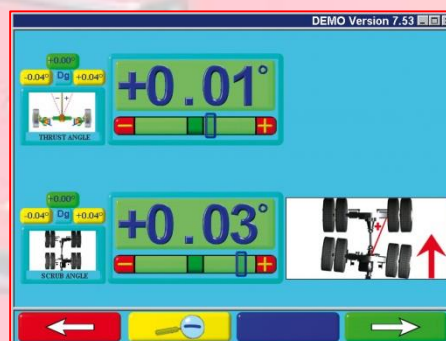 DEMO Version 7.53
+0.00°
-0.04° Dg +0.04°
THRUST ANGLE
+0.01°
- +
+0.00°
-0.04° Dg +0.04°
SCRUB ANGLE
+0.03°
- +
+